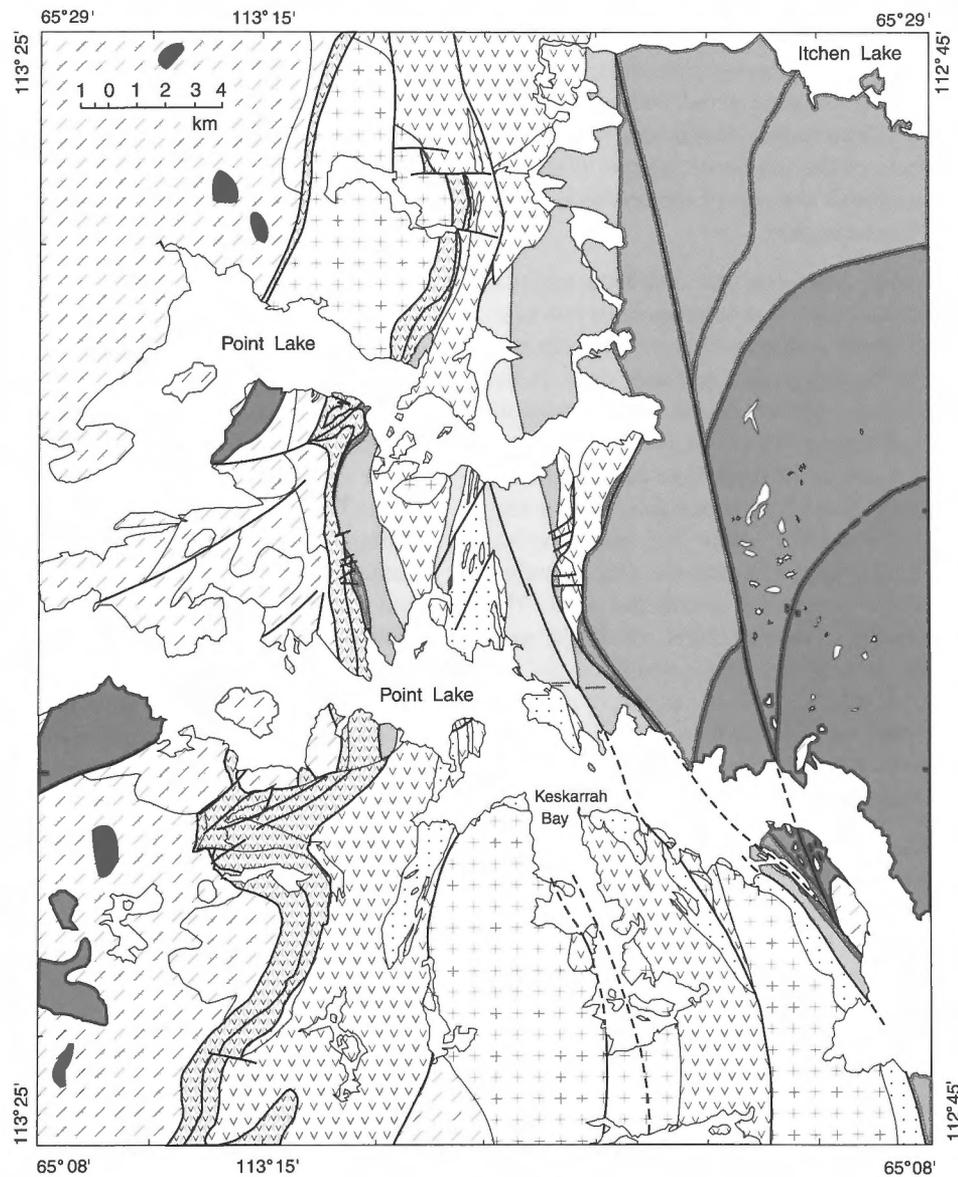 65°29' 113°15' 65°29'
113°25'
112°45'
Itchen Lake
1 0 1 2 3 4
km
Point Lake
Point Lake
Keskarrah
Bay
113°25'
112°45'
65°08' 113°15' 65°08'